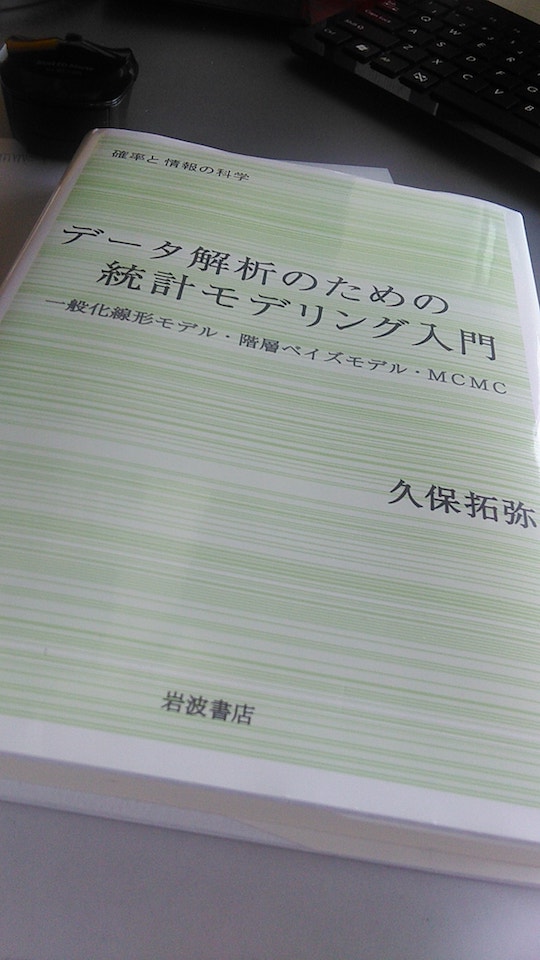 確率と情報の科学
データ解析のための
統計モデリング入門
一般化線形モデル・階層ベイズモデル・MCMC
久保拓弥
岩波書店